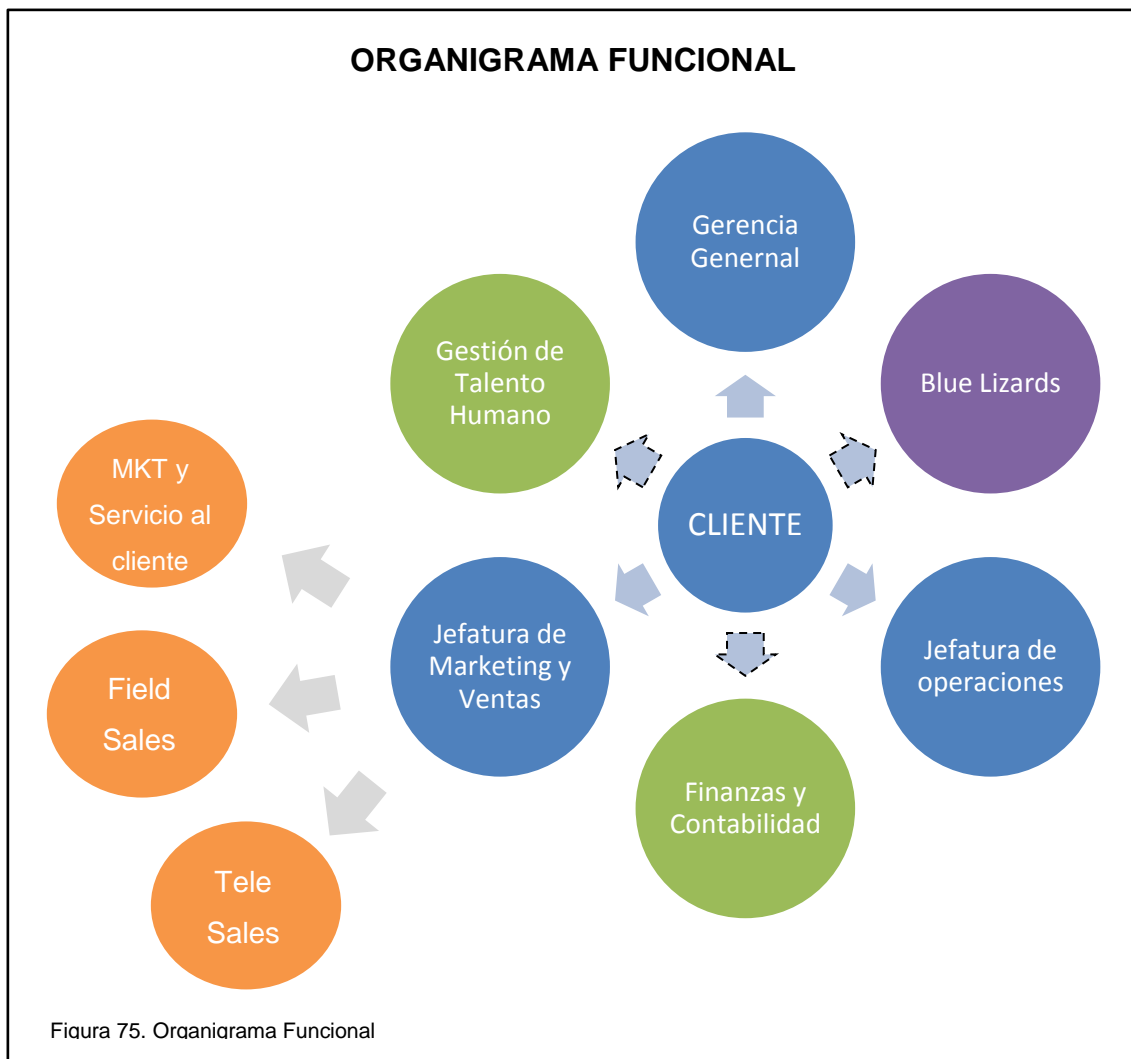 ORGANIGRAMA FUNCIONAL
Gerencia
Genernal
Gestión de
Talento
Humano
Blue Lizards
MKT y
Servicio al
cliente
CLIENTE
Jefatura de
Marketing y
Ventas
Jefatura de
operaciones
Field
Sales
Finanzas y
Contabilidad
Tele
Sales
Figura 75. Organigrama Funcional